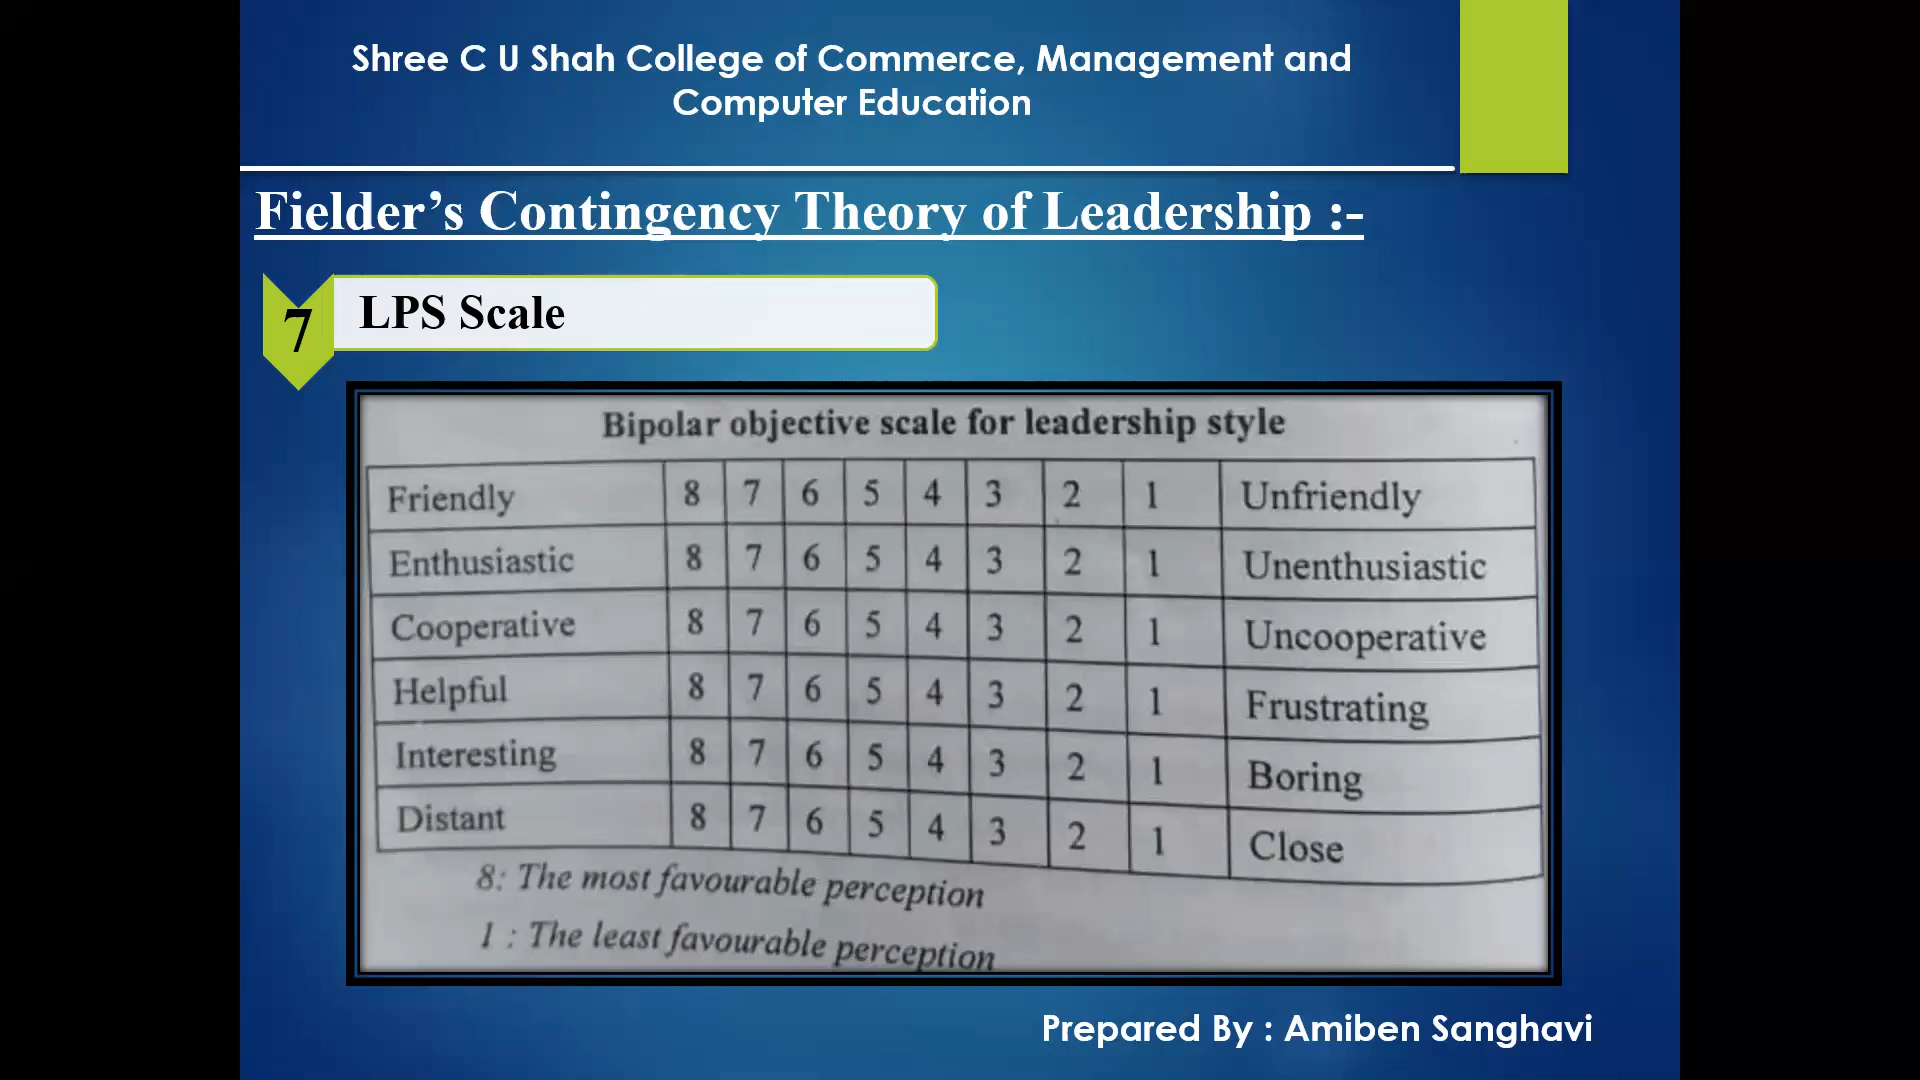 Shree C U Shah College of Commerce, Management and
Computer Education
Fielder’s Contingency Theory of Leadership :-
7 LPS Scale
Bipolar objective scale for leadership style
Friendly 8 7 6 5 4 3 2 1 Unfriendly
Enthusiastic 8 7 6 5 4 3 2 1 Unenthusiastic
Cooperative 8 7 6 5 4 3 2 1 Uncooperative
Helpful 8 7 6 5 4 3 2 1 Frustrating
Interesting 8 7 6 5 4 3 2 1 Boring
Distant 8 7 6 5 4 3 2 1 Close
8: The most favourable perception
1 : The least favourable perception
Prepared By : Amiben Sanghavi